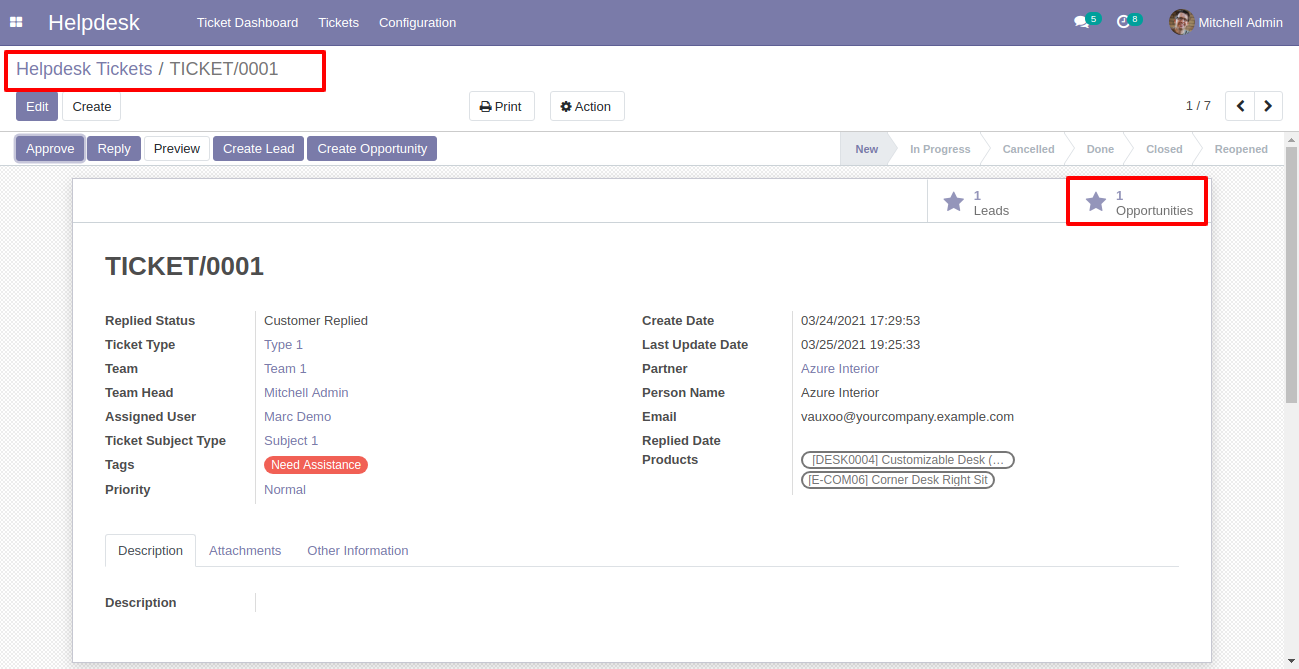 Helpdesk Ticket Dashboard Tickets Configuration 5 8 Mitchell Admin
Helpdesk Tickets / TICKET/0001
Edit Create Print Action 1 / 7
Approve Reply Preview Create Lead Create Opportunity New In Progress Cancelled Done Closed Reopened
1 Leads
1 Opportunities
TICKET/0001
Replied Status Customer Replied
Ticket Type Type 1
Team Team 1
Team Head Mitchell Admin
Assigned User Marc Demo
Ticket Subject Type Subject 1
Tags Need Assistance
Priority Normal
Create Date 03/24/2021 17:29:53
Last Update Date 03/25/2021 19:25:33
Partner Azure Interior
Person Name Azure Interior
Email vauxoo@yourcompany.example.com
Replied Date
Products [DESK0004] Customizable Desk (…
[E-COM06] Corner Desk Right Sit
Description Attachments Other Information
Description